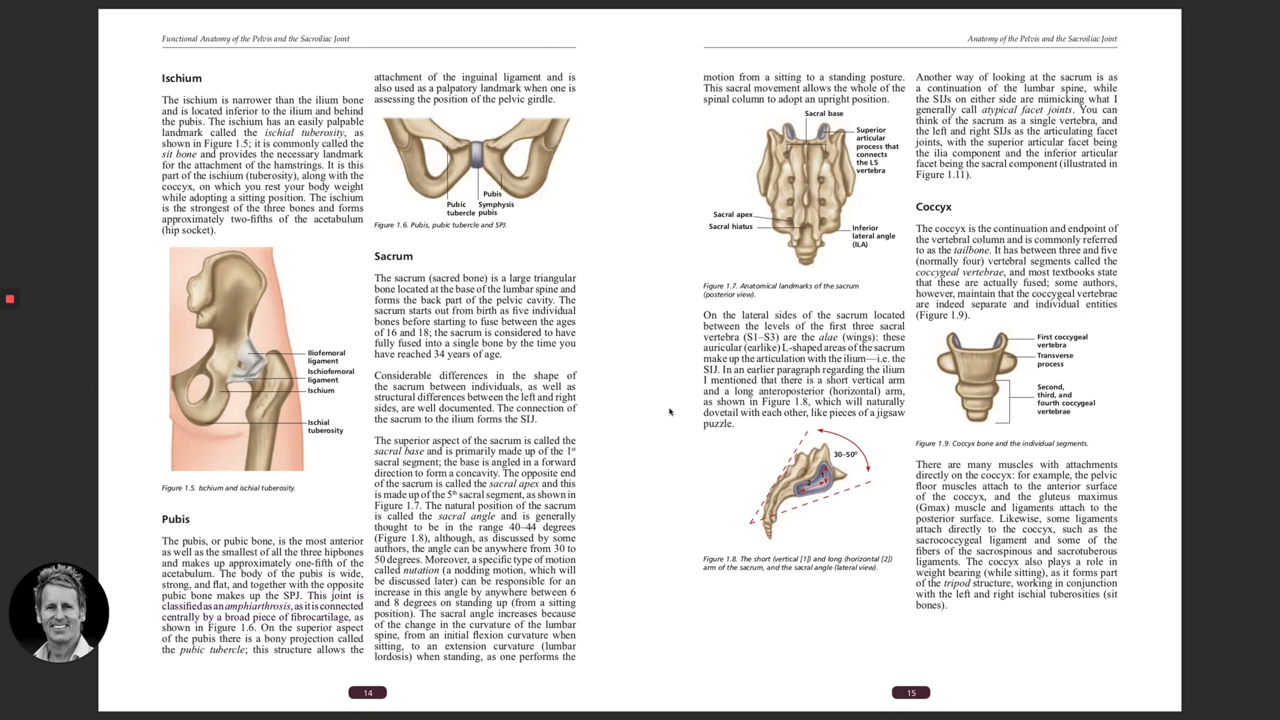 Functional Anatomy of the Pelvis and the Sacroiliac Joint
Ischium
The ischium is narrower than the ilium bone
and is located inferior to the ilium and behind
the pubis. The ischium has an easily palpable
landmark called the ischial tuberosity, as
shown in Figure 1.5; it is commonly called the
sit bone and provides the necessary landmark
for the attachment of the hamstrings. It is this
part of the ischium (tuberosity), along with the
coccyx, on which you rest your body weight
while adopting a sitting position. The ischium
is the strongest of the three bones and forms
approximately two-fifths of the acetabulum
(hip socket).
Iliofemoral
ligament
Ischiofemoral
ligament
Ischium
Ischial
tuberosity
Figure 1.5. Ischium and ischial tuberosity.
Pubis
The pubis, or pubic bone, is the most anterior
as well as the smallest of all the three hipbones
and makes up approximately one-fifth of the
acetabulum. The body of the pubis is wide,
strong, and flat, and together with the opposite
pubic bone makes up the SPJ. This joint is
classified as an amphiarthrosis, as it is connected
centrally by a broad piece of fibrocartilage, as
shown in Figure 1.6. On the superior aspect
of the pubis there is a bony projection called
the pubic tubercle; this structure allows the
attachment of the inguinal ligament and is
also used as a palpatory landmark when one is
assessing the position of the pelvic girdle.
Pubis
Pubic
tubercle
Symphysis
pubis
Figure 1.6. Pubis, pubic tubercle and SPJ.
Sacrum
The sacrum (sacred bone) is a large triangular
bone located at the base of the lumbar spine and
forms the back part of the pelvic cavity. The
sacrum starts out from birth as five individual
bones before starting to fuse between the ages
of 16 and 18; the sacrum is considered to have
fully fused into a single bone by the time you
have reached 34 years of age.
Considerable differences in the shape of
the sacrum between individuals, as well as
structural differences between the left and right
sides, are well documented. The connection of
the sacrum to the ilium forms the SIJ.
The superior aspect of the sacrum is called the
sacral base and is primarily made up of the 1st
sacral segment; the base is angled in a forward
direction to form a concavity. The opposite end
of the sacrum is called the sacral apex and this
is made up of the 5th sacral segment, as shown in
Figure 1.7. The natural position of the sacrum
is called the sacral angle and is generally
thought to be in the range 40–44 degrees
(Figure 1.8), although, as discussed by some
authors, the angle can be anywhere from 30 to
50 degrees. Moreover, a specific type of motion
called nutation (a nodding motion, which will
be discussed later) can be responsible for an
increase in this angle by anywhere between 6
and 8 degrees on standing up (from a sitting
position). The sacral angle increases because
of the change in the curvature of the lumbar
spine, from an initial flexion curvature when
sitting, to an extension curvature (lumbar
lordosis) when standing, as one performs the
14
Anatomy of the Pelvis and the Sacroiliac Joint
motion from a sitting to a standing posture.
This sacral movement allows the whole of the
spinal column to adopt an upright position.
Sacral base
Superior
articular
process that
connects
the L5
vertebra
Sacral apex
Sacral hiatus
Inferior
lateral angle
(ILA)
Figure 1.7. Anatomical landmarks of the sacrum
(posterior view).
On the lateral sides of the sacrum located
between the levels of the first three sacral
vertebra (S1–S3) are the alae (wings): these
auricular (earlike) L-shaped areas of the sacrum
make up the articulation with the ilium—i.e. the
SIJ. In an earlier paragraph regarding the ilium
I mentioned that there is a short vertical arm
and a long anteroposterior (horizontal) arm,
as shown in Figure 1.8, which will naturally
dovetail with each other, like pieces of a jigsaw
puzzle.
30–50°
1
2
Figure 1.8. The short (vertical [1]) and long (horizontal [2])
arm of the sacrum, and the sacral angle (lateral view).
Another way of looking at the sacrum is as
a continuation of the lumbar spine, while
the SIJs on either side are mimicking what I
generally call atypical facet joints. You can
think of the sacrum as a single vertebra, and
the left and right SIJs as the articulating facet
joints, with the superior articular facet being
the ilia component and the inferior articular
facet being the sacral component (illustrated in
Figure 1.11).
Coccyx
The coccyx is the continuation and endpoint of
the vertebral column and is commonly referred
to as the tailbone. It has between three and five
(normally four) vertebral segments called the
coccygeal vertebrae, and most textbooks state
that these are actually fused; some authors,
however, maintain that the coccygeal vertebrae
are indeed separate and individual entities
(Figure 1.9).
First coccygeal
vertebra
Transverse
process
Second,
third, and
fourth coccygeal
vertebrae
Figure 1.9. Coccyx bone and the individual segments.
There are many muscles with attachments
directly on the coccyx: for example, the pelvic
floor muscles attach to the anterior surface
of the coccyx, and the gluteus maximus
(Gmax) muscle and ligaments attach to the
posterior surface. Likewise, some ligaments
attach directly to the coccyx, such as the
sacrococcygeal ligament and some of the
fibers of the sacrospinous and sacrotuberous
ligaments. The coccyx also plays a role in
weight bearing (while sitting), as it forms part
of the tripod structure, working in conjunction
with the left and right ischial tuberosities (sit
bones).
15